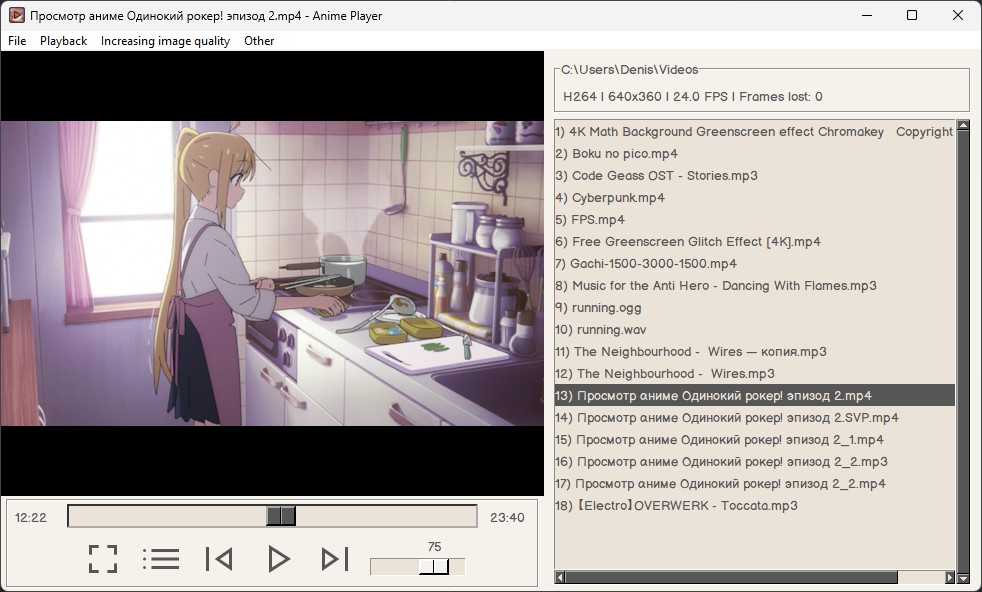 Просмотр аниме Одинокий рокер! эпизод 2.mp4 - Anime Player
File Playback Increasing image quality Other
C:\Users\Denis\Videos
H264 | 640x360 | 24.0 FPS | Frames lost: 0
1) 4K Math Background Greenscreen effect Chromakey Copyright
2) Boku no pico.mp4
3) Code Geass OST - Stories.mp3
4) Cyberpunk.mp4
5) FPS.mp4
6) Free Greenscreen Glitch Effect [4K].mp4
7) Gachi-1500-3000-1500.mp4
8) Music for the Anti Hero - Dancing With Flames.mp3
9) running.ogg
10) running.wav
11) The Neighbourhood - Wires — копия.mp3
12) The Neighbourhood - Wires.mp3
13) Просмотр аниме Одинокий рокер! эпизод 2.mp4
14) Просмотр аниме Одинокий рокер! эпизод 2.SVP.mp4
15) Просмотр аниме Одинокий рокер! эпизод 2_1.mp4
16) Просмотр аниме Одинокий рокер! эпизод 2_2.mp3
17) Просмотр аниме Одинокий рокер! эпизод 2_2.mp4
18) 【Electro】OVERWERK - Toccata.mp3
12:22
23:40
75